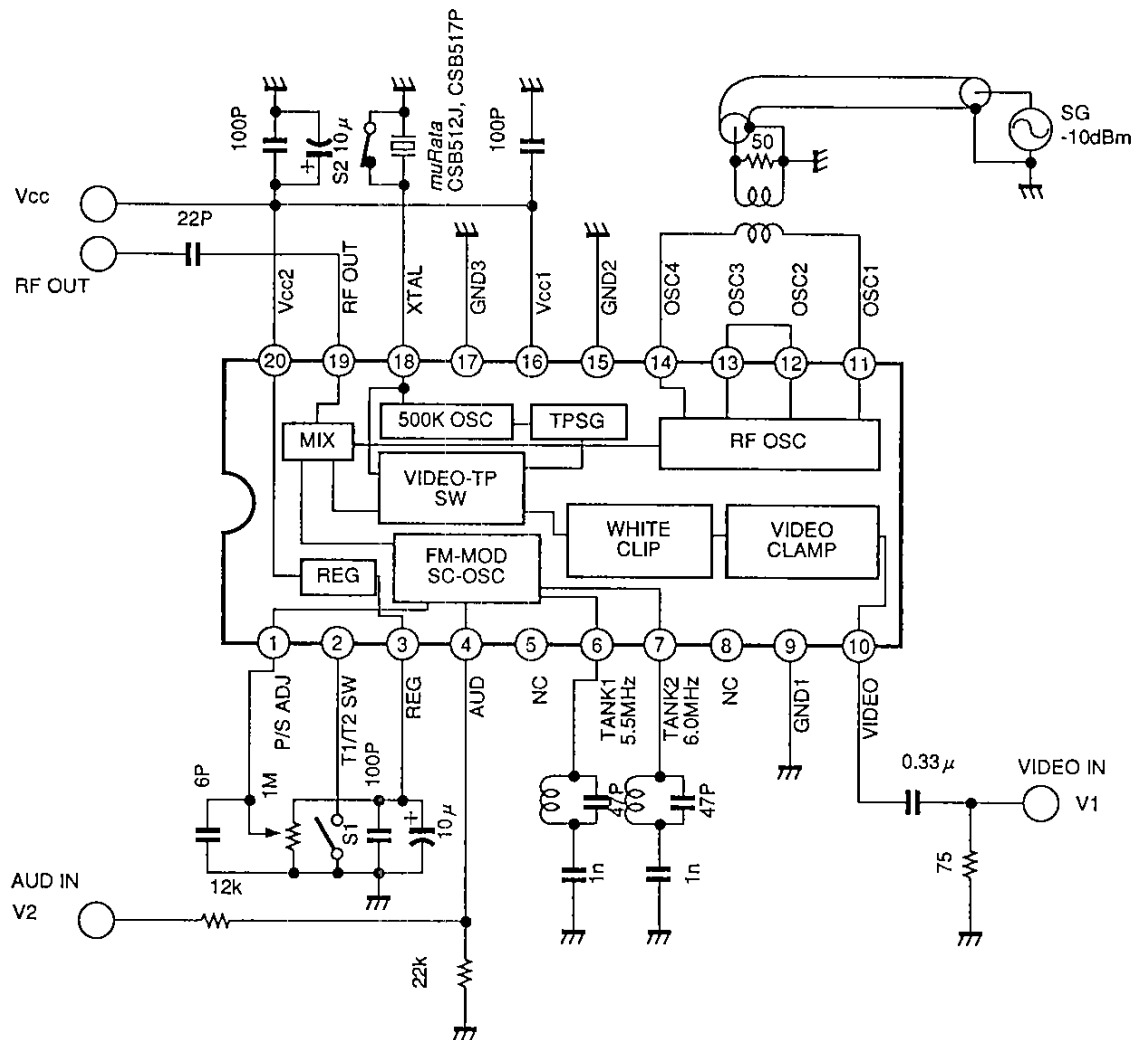 100P
10μ
S2
muRata
CSB512J, CSB517P
100P
SG
-10dBm
50
Vcc
22P
RF OUT
Vcc2
RF OUT
XTAL
GND3
Vcc1
GND2
OSC4
OSC3
OSC2
OSC1
20
19
18
17
16
15
14
13
12
11
500K OSC
TPSG
MIX
RF OSC
VIDEO-TP
SW
WHITE
CLIP
VIDEO
CLAMP
FM-MOD
SC-OSC
REG
1
2
3
4
5
6
7
8
9
10
P/S ADJ
T1/T2 SW
REG
AUD
NC
TANK1
5.5MHz
TANK2
6.0MHz
NC
GND1
VIDEO
6P
1M
S1
100P
10μ
47P
47P
0.33μ
VIDEO IN
V1
75
1n
1n
12k
AUD IN
V2
22k